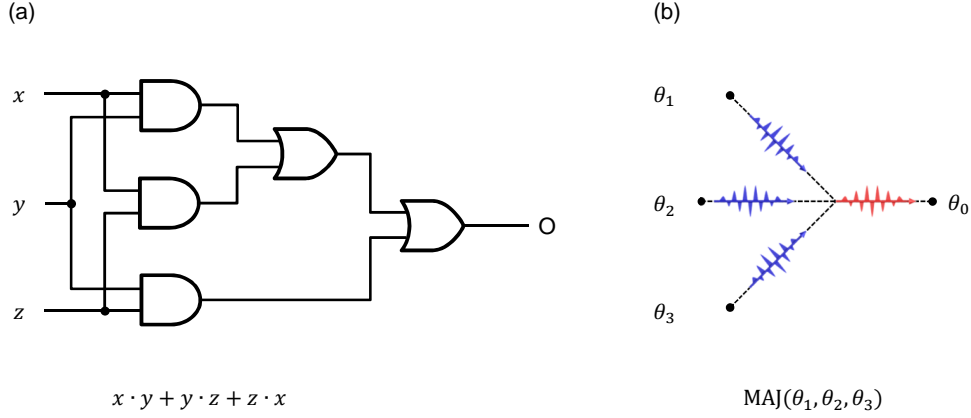 (a)
(b)
x
y
z
O
x · y + y · z + z · x
θ₁
θ₂
θ₃
θ₀
MAJ(θ₁, θ₂, θ₃)